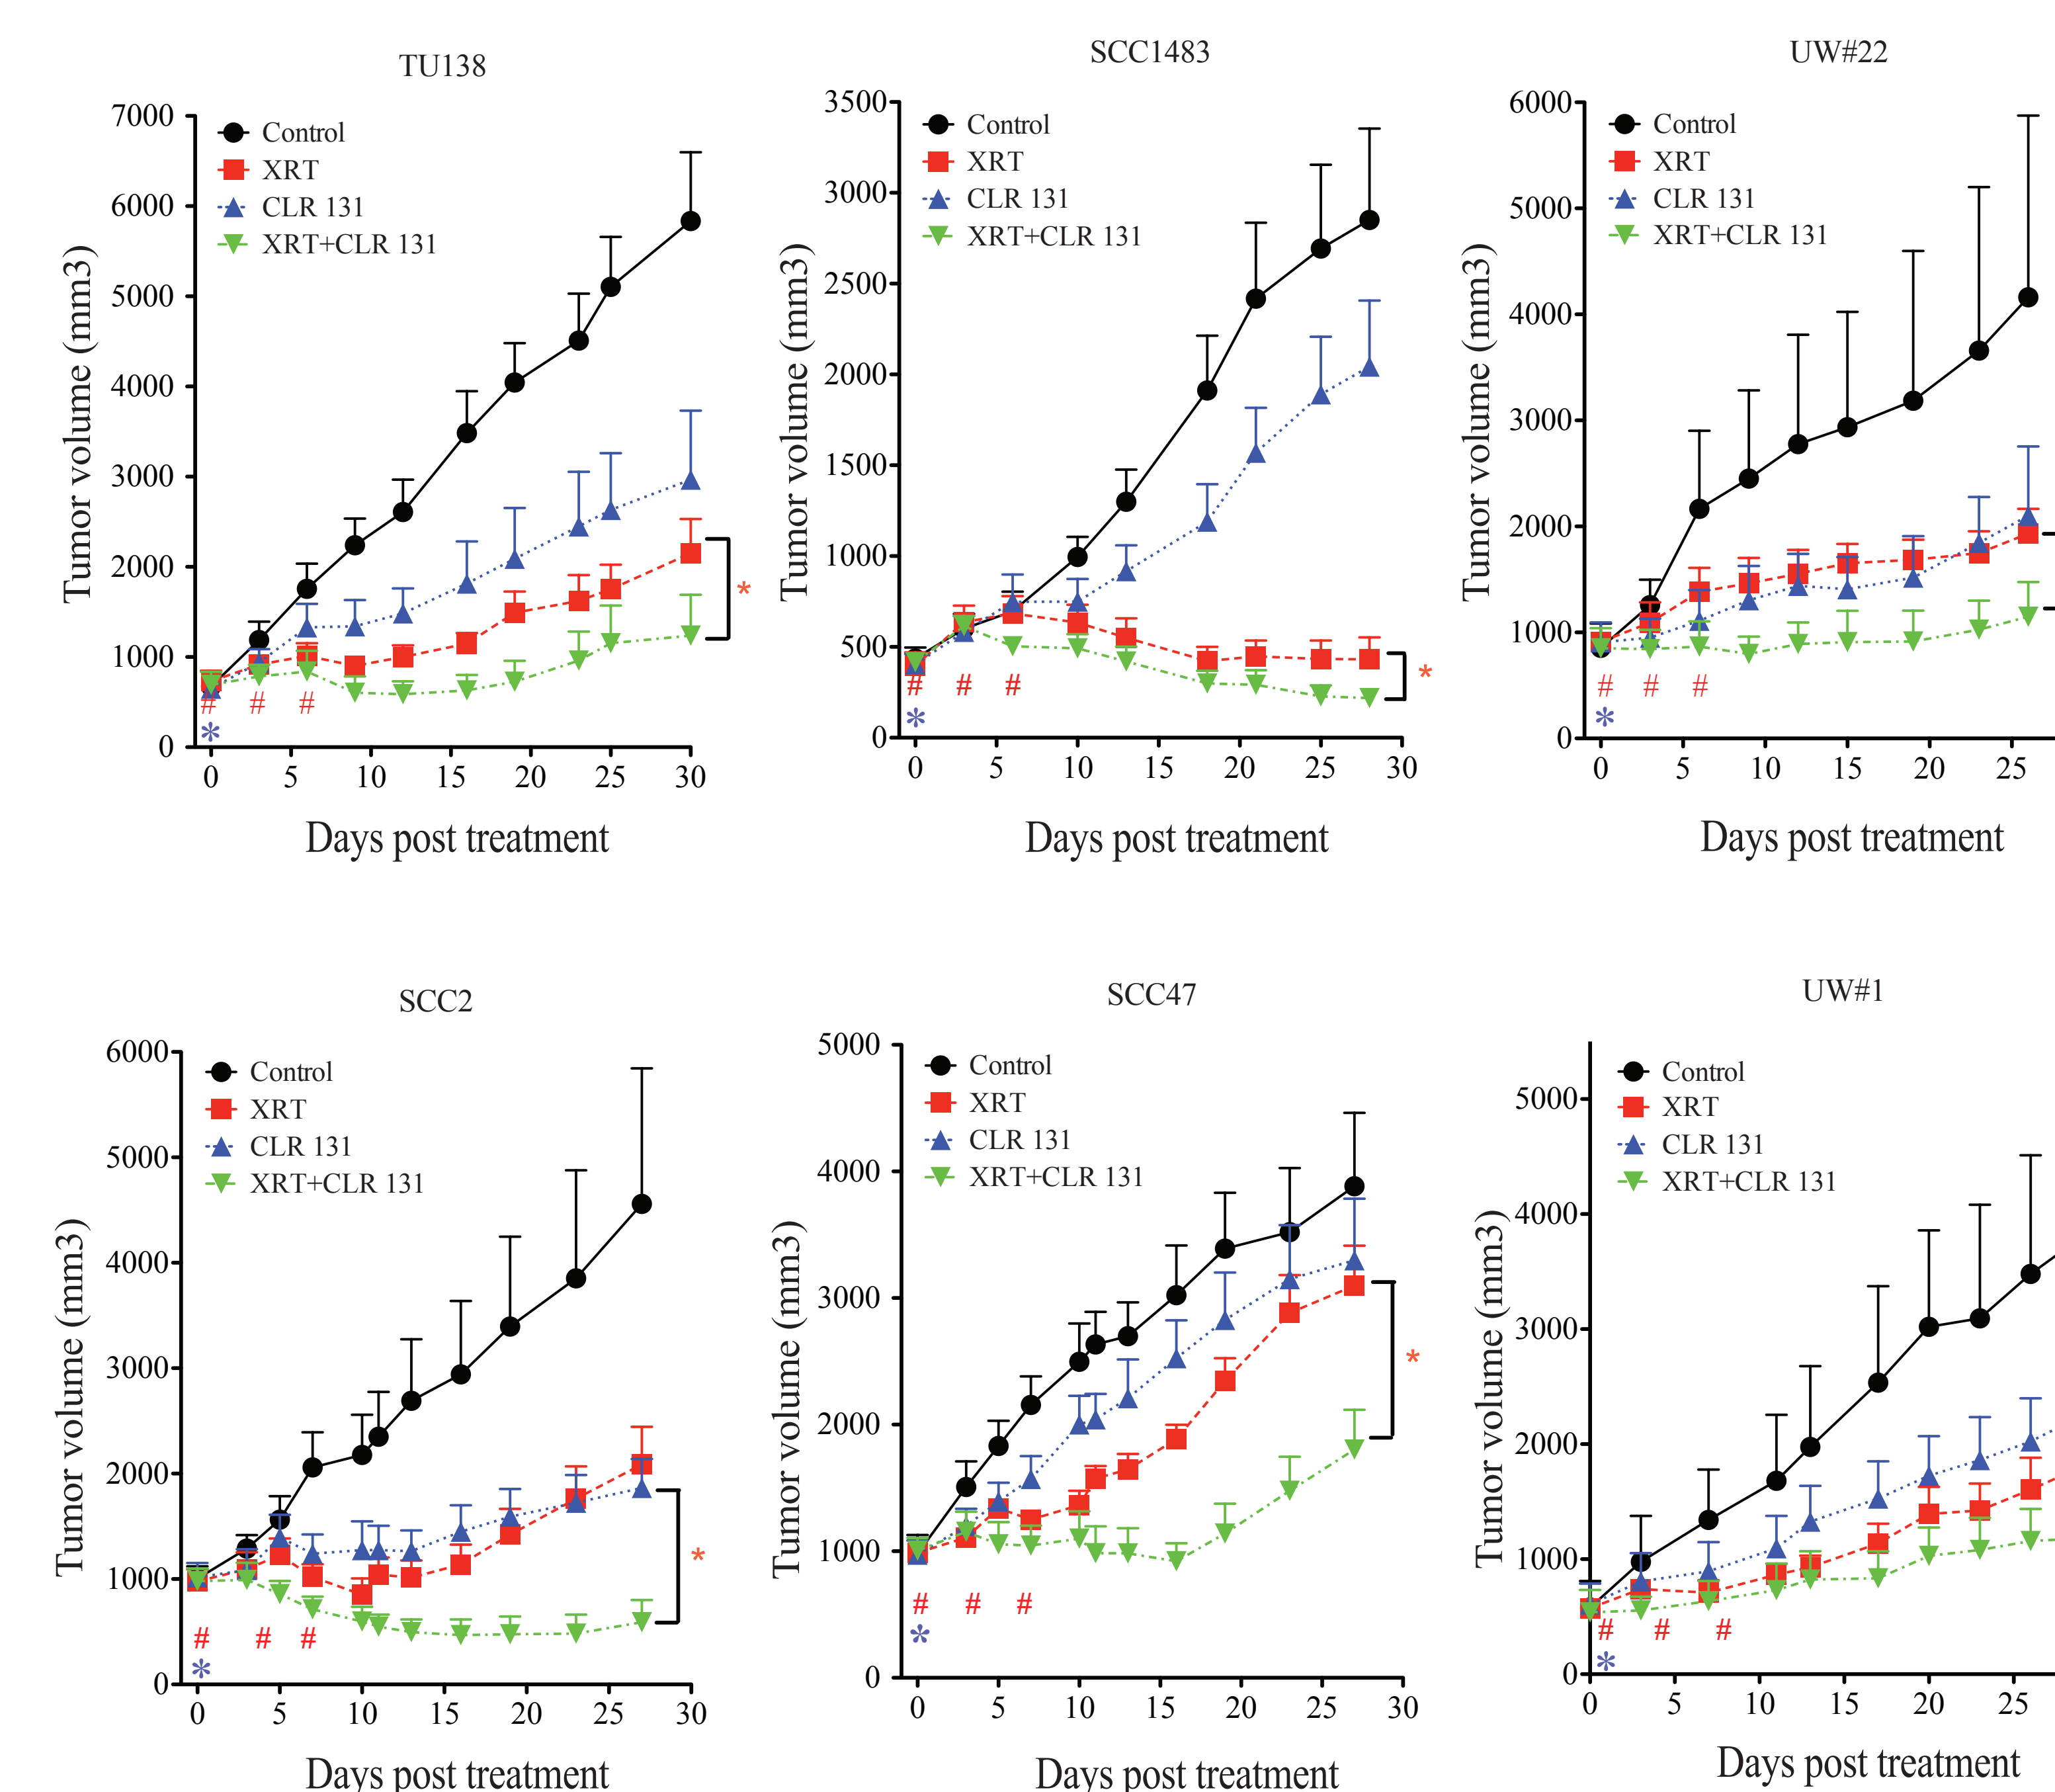 TU138
7000
6000
5000
4000
3000
2000
1000
0
Tumor volume (mm3)
Control
XRT
CLR 131
XRT+CLR 131
# # #
*
*
0 5 10 15 20 25 30
Days post treatment
SCC1483
3500
3000
2500
2000
1500
1000
500
0
Tumor volume (mm3)
Control
XRT
CLR 131
XRT+CLR 131
# # #
*
*
0 5 10 15 20 25 30
Days post treatment
UW#22
6000
5000
4000
3000
2000
1000
0
Tumor volume (mm3)
Control
XRT
CLR 131
XRT+CLR 131
# # #
*
0 5 10 15 20 25
Days post treatment
SCC2
6000
5000
4000
3000
2000
1000
0
Tumor volume (mm3)
Control
XRT
CLR 131
XRT+CLR 131
*
# # #
*
0 5 10 15 20 25 30
Days post treatment
SCC47
5000
4000
3000
2000
1000
0
Tumor volume (mm3)
Control
XRT
CLR 131
XRT+CLR 131
*
# # #
*
0 5 10 15 20 25 30
Days post treatment
UW#1
5000
4000
3000
2000
1000
0
Tumor volume (mm3)
Control
XRT
CLR 131
XRT+CLR 131
# # #
*
0 5 10 15 20 25
Days post treatment